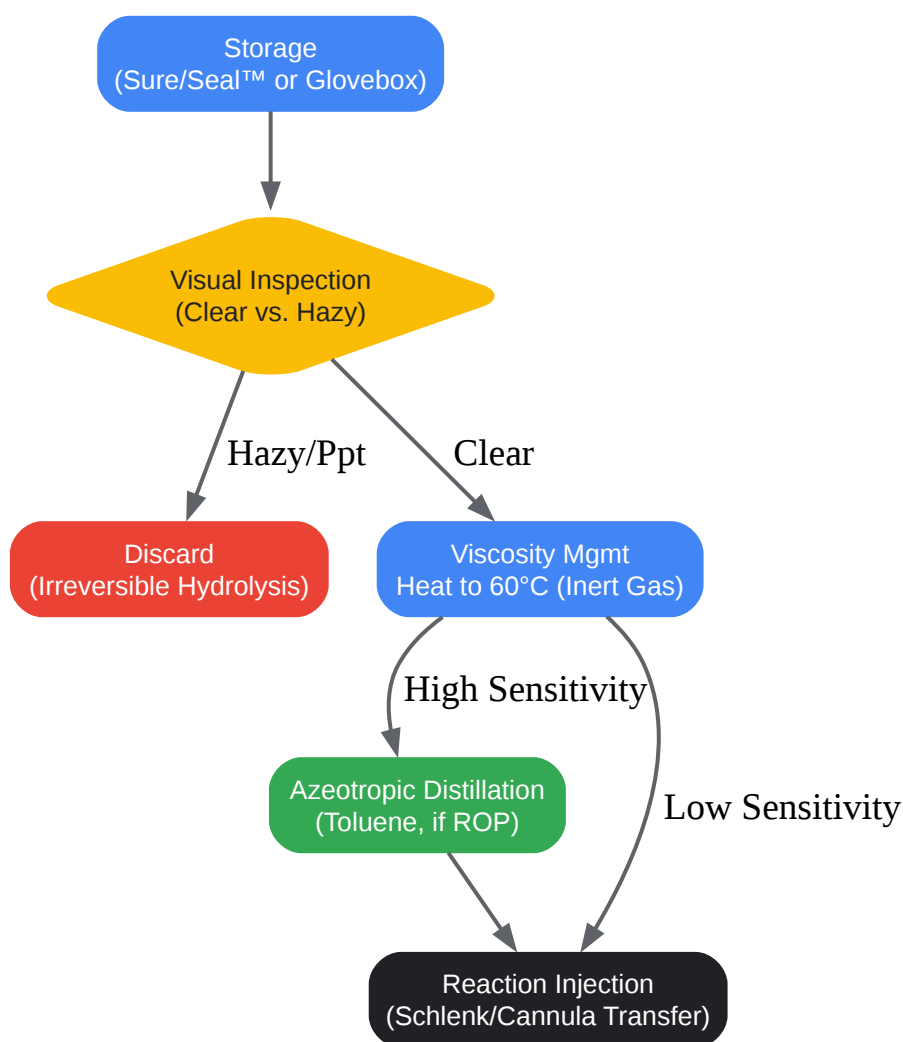 Storage
(Sure/Seal™ or Glovebox)
Visual Inspection
(Clear vs. Hazy)
Hazy/Ppt
Clear
Discard
(Irreversible Hydrolysis)
Viscosity Mgmt
Heat to 60°C (Inert Gas)
High Sensitivity
Azeotropic Distillation
(Toluene, if ROP)
Low Sensitivity
Reaction Injection
(Schlenk/Cannula Transfer)